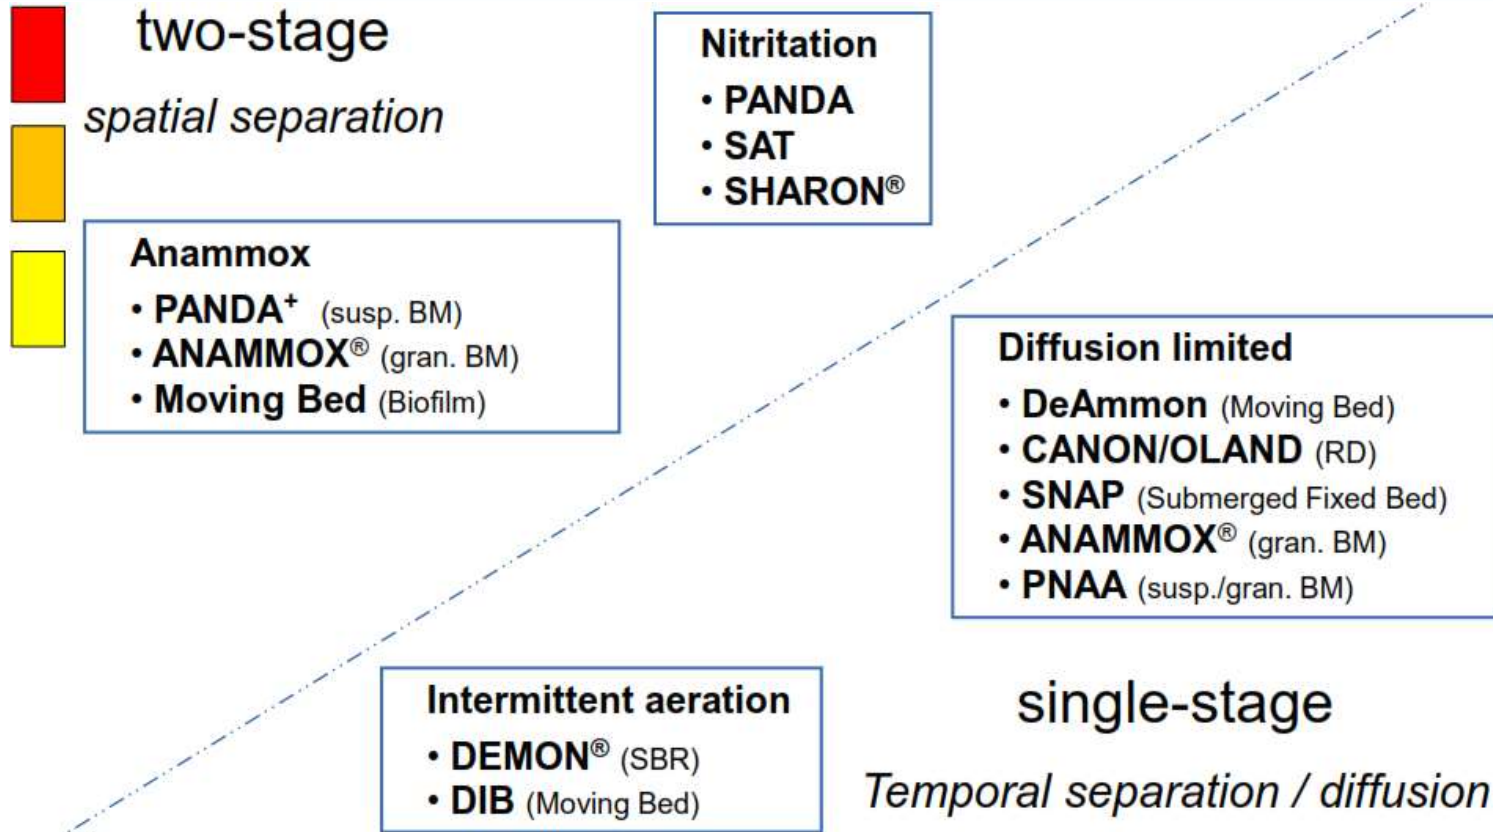 two-stage
spatial separation
Nitritation
• PANDA
• SAT
• SHARON®
Anammox
• PANDA⁺ (susp. BM)
• ANAMMOX® (gran. BM)
• Moving Bed (Biofilm)
Diffusion limited
• DeAmmon (Moving Bed)
• CANON/OLAND (RD)
• SNAP (Submerged Fixed Bed)
• ANAMMOX® (gran. BM)
• PNAA (susp./gran. BM)
Intermittent aeration
• DEMON® (SBR)
• DIB (Moving Bed)
single-stage
Temporal separation / diffusion